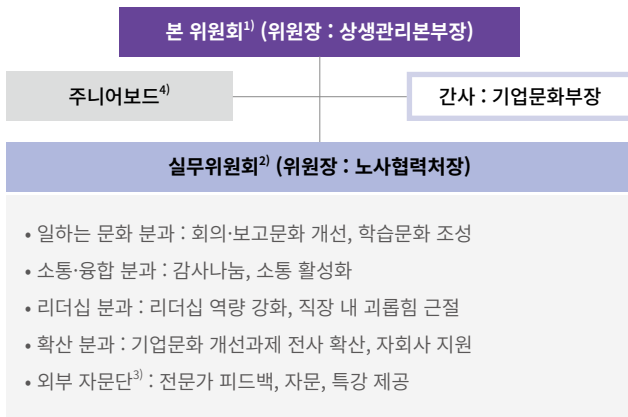 본 위원회1) (위원장 : 상생관리본부장)
주니어보드4)
간사 : 기업문화부장
실무위원회2) (위원장 : 노사협력처장)
• 일하는 문화 분과 : 회의·보고문화 개선, 학습문화 조성
• 소통·융합 분과 : 감사나눔, 소통 활성화
• 리더십 분과 : 리더십 역량 강화, 직장 내 괴롭힘 근절
• 확산 분과 : 기업문화 개선과제 전사 확산, 자회사 지원
• 외부 자문단3) : 전문가 피드백, 자문, 특강 제공